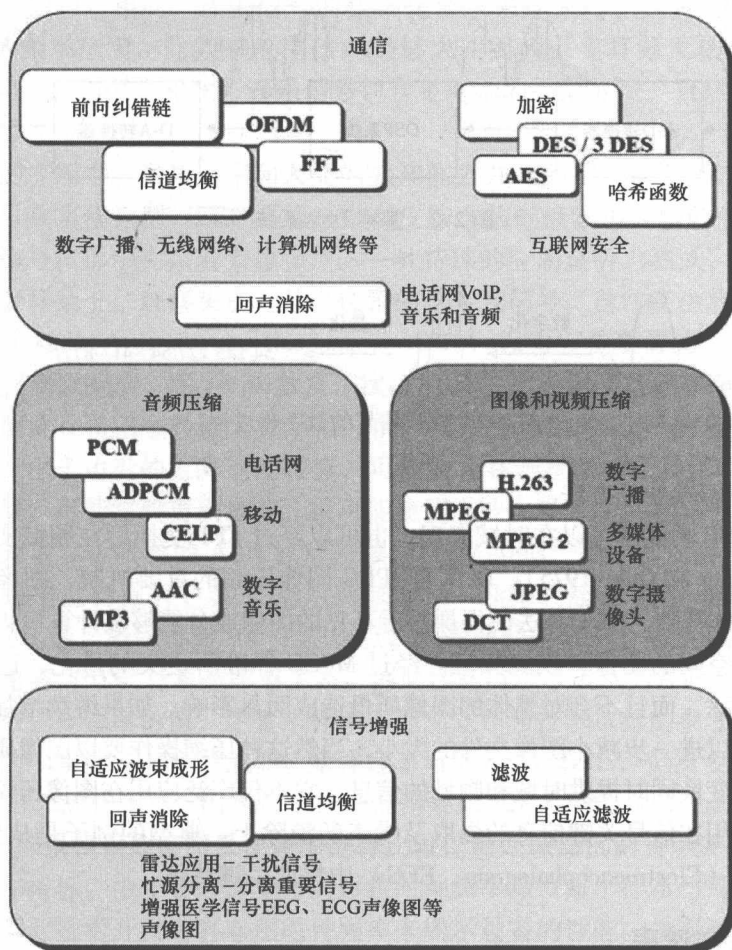 通信
前向纠错链
OFDM
FFT
信道均衡
数字广播、无线网络、计算机网络等
加密
DES / 3 DES
AES
哈希函数
互联网安全
回声消除
电话网VoIP,
音乐和音频
音频压缩
PCM
ADPCM
电话网
CELP
移动
AAC
MP3
数字
音乐
图像和视频压缩
H.263
数字
广播
MPEG
MPEG 2
多媒体
设备
JPEG
DCT
数字摄
像头
信号增强
自适应波束成形
信道均衡
回声消除
滤波
自适应滤波
雷达应用－干扰信号
忙源分离－分离重要信号
增强医学信号EEG、ECG声像图等
声像图